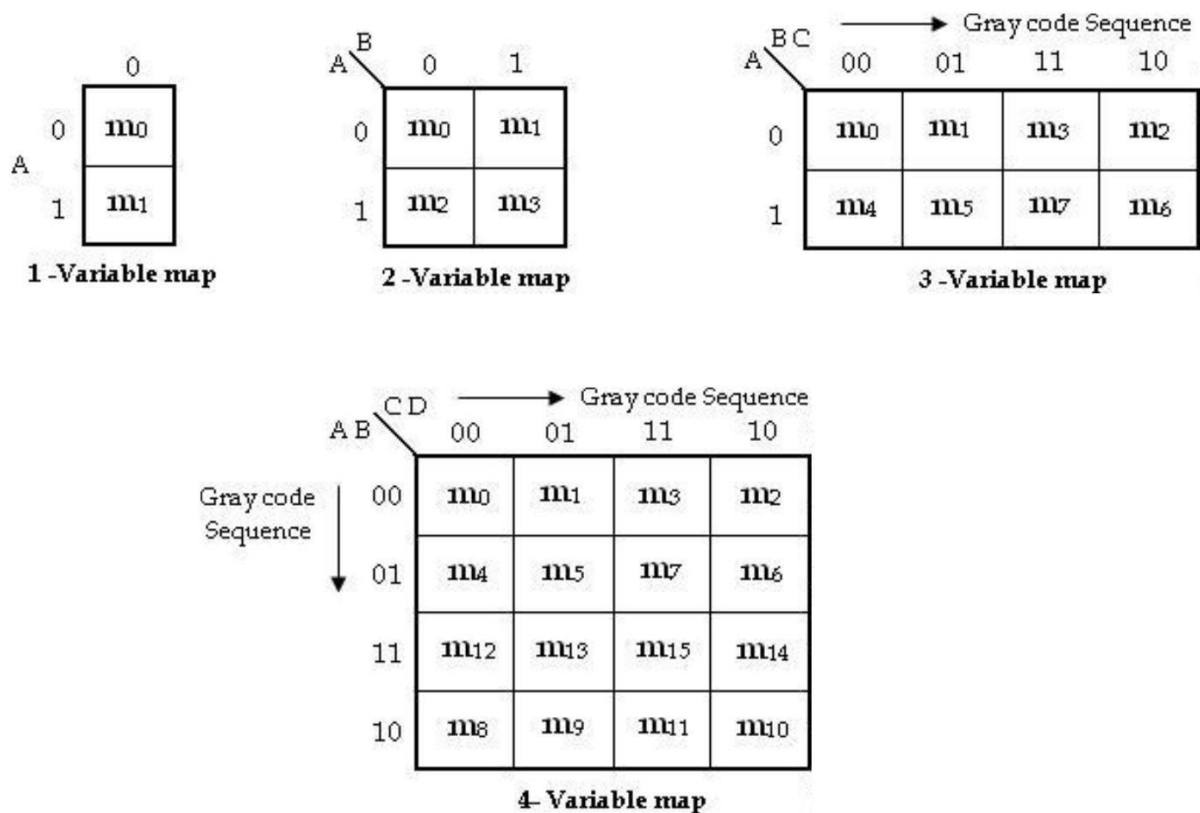 0
0 m0
A
1 m1
1 -Variable map
B
A 0 1
0 m0 m1
1 m2 m3
2 -Variable map
B C Gray code Sequence
A 00 01 11 10
0 m0 m1 m3 m2
1 m4 m5 m7 m6
3 -Variable map
C D Gray code Sequence
A B 00 01 11 10
Gray code
Sequence
00 m0 m1 m3 m2
01 m4 m5 m7 m6
11 m12 m13 m15 m14
10 m8 m9 m11 m10
4- Variable map